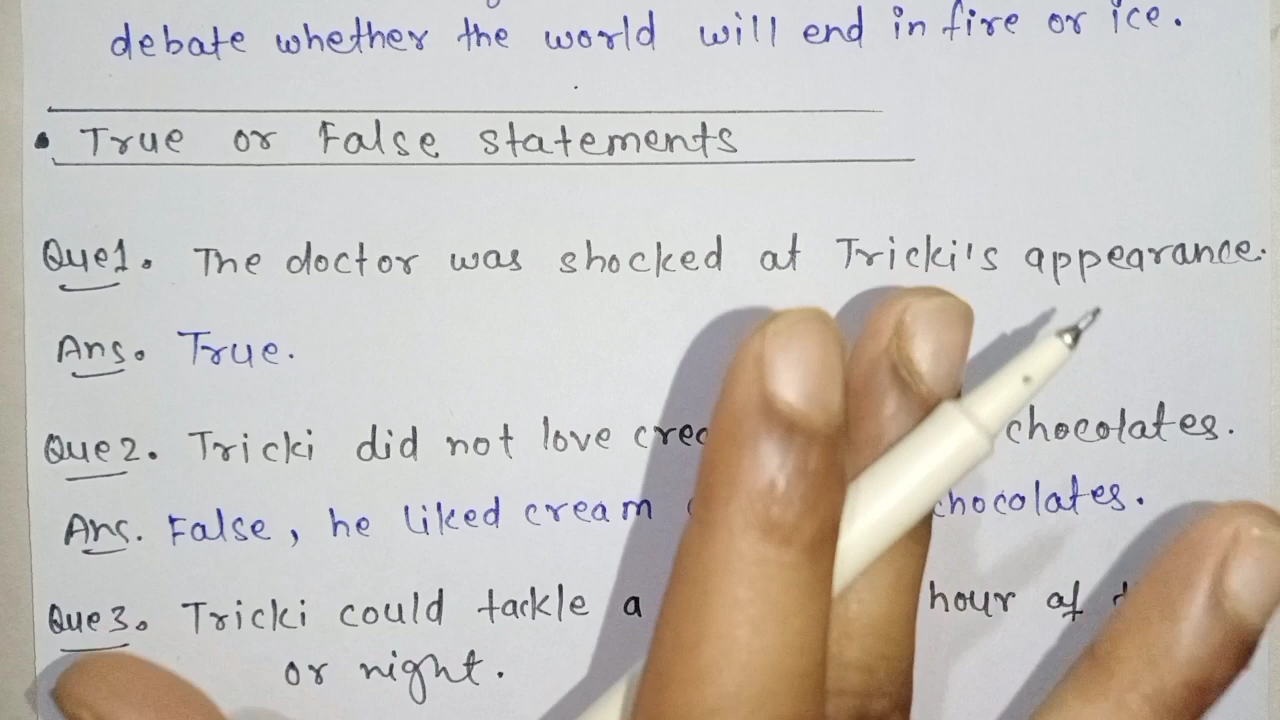 debate whether the world will end in fire or ice.
• True or False statements
Que1. The doctor was shocked at Tricki's appearance.
Ans. True.
Que2. Tricki did not love chocolates.
Ans. False, he liked cream chocolates.
Que3. Tricki could tackle a hour of
or night.